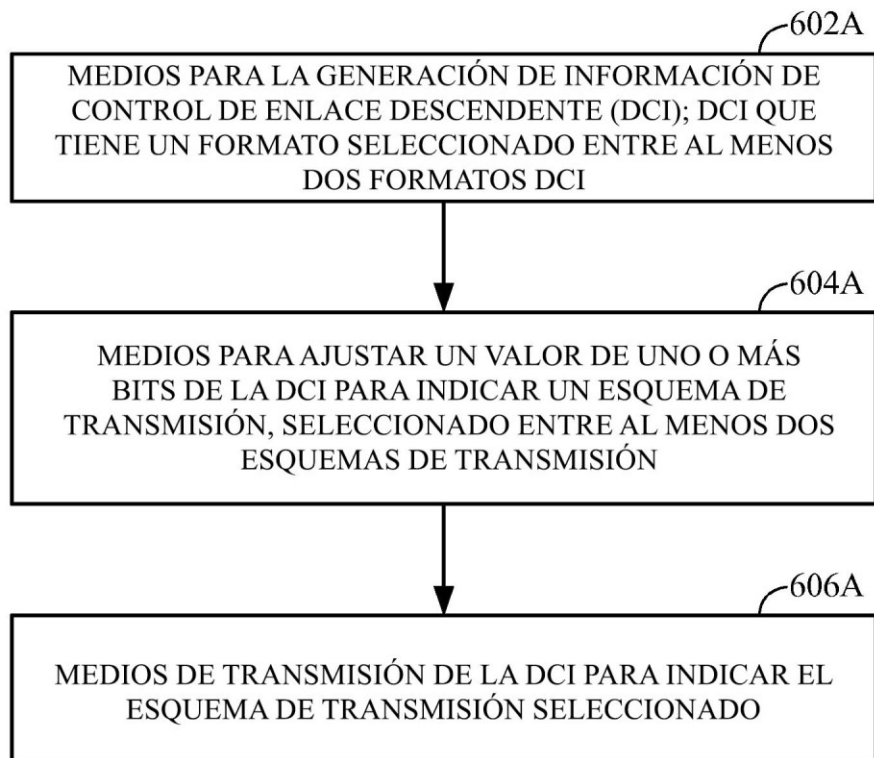 602A
MEDIOS PARA LA GENERACIÓN DE INFORMACIÓN DE
CONTROL DE ENLACE DESCENDENTE (DCI); DCI QUE
TIENE UN FORMATO SELECCIONADO ENTRE AL MENOS
DOS FORMATOS DCI
604A
MEDIOS PARA AJUSTAR UN VALOR DE UNO O MÁS
BITS DE LA DCI PARA INDICAR UN ESQUEMA DE
TRANSMISIÓN, SELECCIONADO ENTRE AL MENOS DOS
ESQUEMAS DE TRANSMISIÓN
606A
MEDIOS DE TRANSMISIÓN DE LA DCI PARA INDICAR EL
ESQUEMA DE TRANSMISIÓN SELECCIONADO